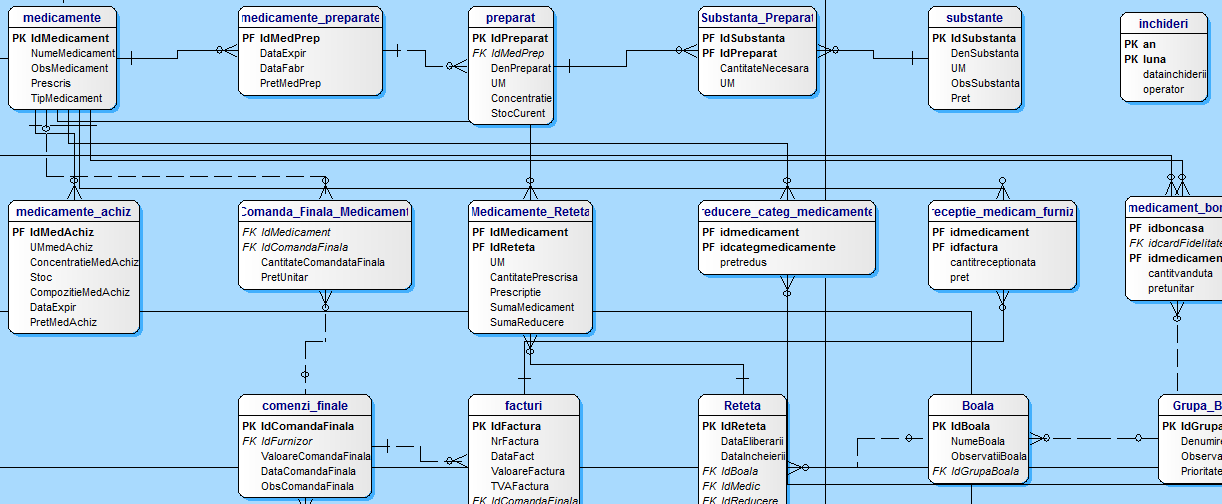 medicamente
PK IdMedicament
NumeMedicament
ObsMedicament
Prescris
TipMedicament
medicamente_preparate
PF IdMedPrep
DataExpir
DataFabr
PretMedPrep
preparat
PK IdPreparat
FK IdMedPrep
DenPreparat
UM
Concentratie
StocCurent
Substanta_Preparat
PF IdSubstanta
PF IdPreparat
CantitateNecesara
UM
substante
PK IdSubstanta
DenSubstanta
UM
ObsSubstanta
Pret
inchideri
PK an
PK luna
datainchiderii
operator
medicamente_achiz
PF IdMedAchiz
UMmedAchiz
ConcentratieMedAchiz
Stoc
CompozitieMedAchiz
DataExpir
PretMedAchiz
Comanda_Finala_Medicament
FK IdMedicament
FK IdComandaFinala
CantitateComandataFinala
PretUnitar
Medicamente_Reteta
PF IdMedicament
PF IdReteta
UM
CantitatePrescrisa
Prescriptie
SumaMedicament
SumaReducere
educere_categ_medicamente
PF idmedicament
PF idcategmedicamente
pretredus
eceptie_medicam_furniz
PF idmedicament
PF idfactura
cantitreceptionata
pret
medicament_bon
PF idboncasa
FK idcardFidelitate
PF idmedicam
cantitvanduta
pretunitar
comenzi_finale
PK IdComandaFinala
FK IdFurnizor
ValoareComandaFinala
DataComandaFinala
ObsComandaFinala
facturi
PK IdFactura
NrFactura
DataFact
ValoareFactura
TVAFactura
FK IdComandaFinala
Reteta
PK IdReteta
DataEliberarii
DataIncheierii
FK IdBoala
FK IdMedic
FK IdReducere
Boala
PK IdBoala
NumeBoala
ObservatiiBoala
FK IdGrupaBoala
Grupa_B
PK IdGrupa
Denumire
Observa
Prioritate